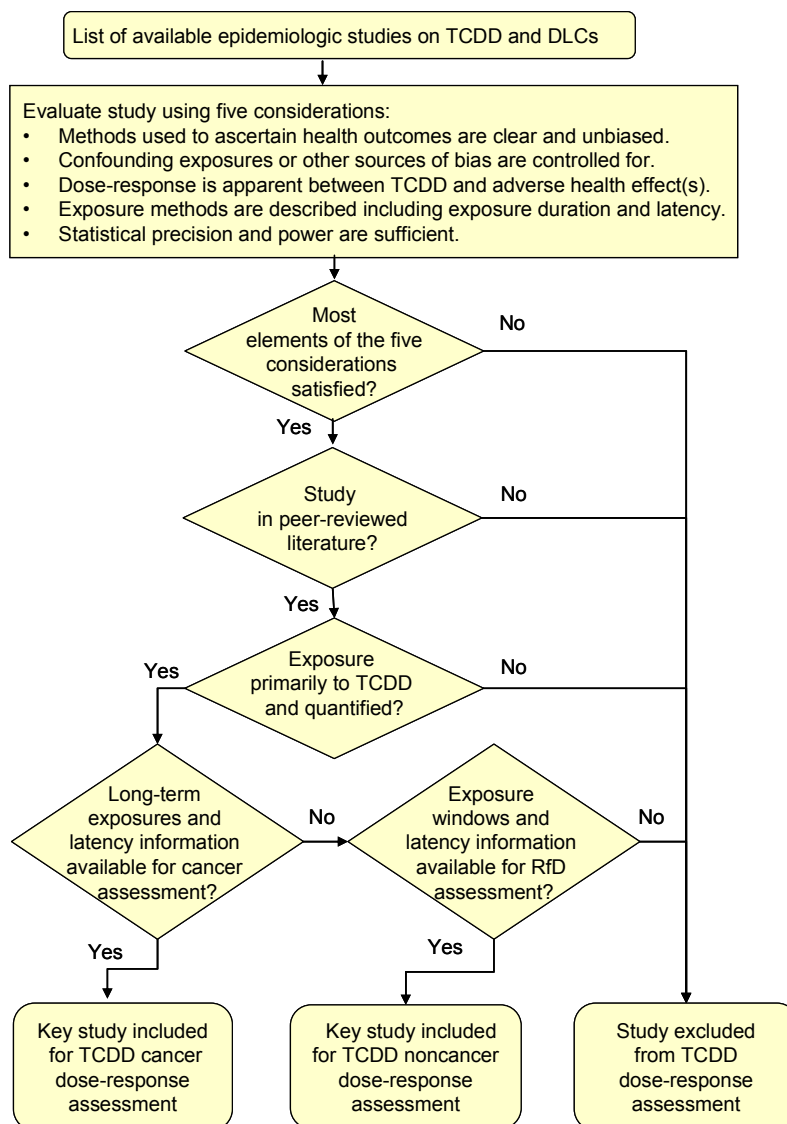 List of available epidemiologic studies on TCDD and DLCs
Evaluate study using five considerations:
• Methods used to ascertain health outcomes are clear and unbiased.
• Confounding exposures or other sources of bias are controlled for.
• Dose-response is apparent between TCDD and adverse health effect(s).
• Exposure methods are described including exposure duration and latency.
• Statistical precision and power are sufficient.
Most
elements of the five
considerations
satisfied?
No
Yes
Study
in peer-reviewed
literature?
No
Yes
Exposure
primarily to TCDD
and quantified?
Yes
No
Long-term
exposures and
latency information
available for cancer
assessment?
No
Exposure
windows and
latency information
available for RfD
assessment?
No
Yes
Yes
Key study included
for TCDD cancer
dose-response
assessment
Key study included
for TCDD noncancer
dose-response
assessment
Study excluded
from TCDD
dose-response
assessment